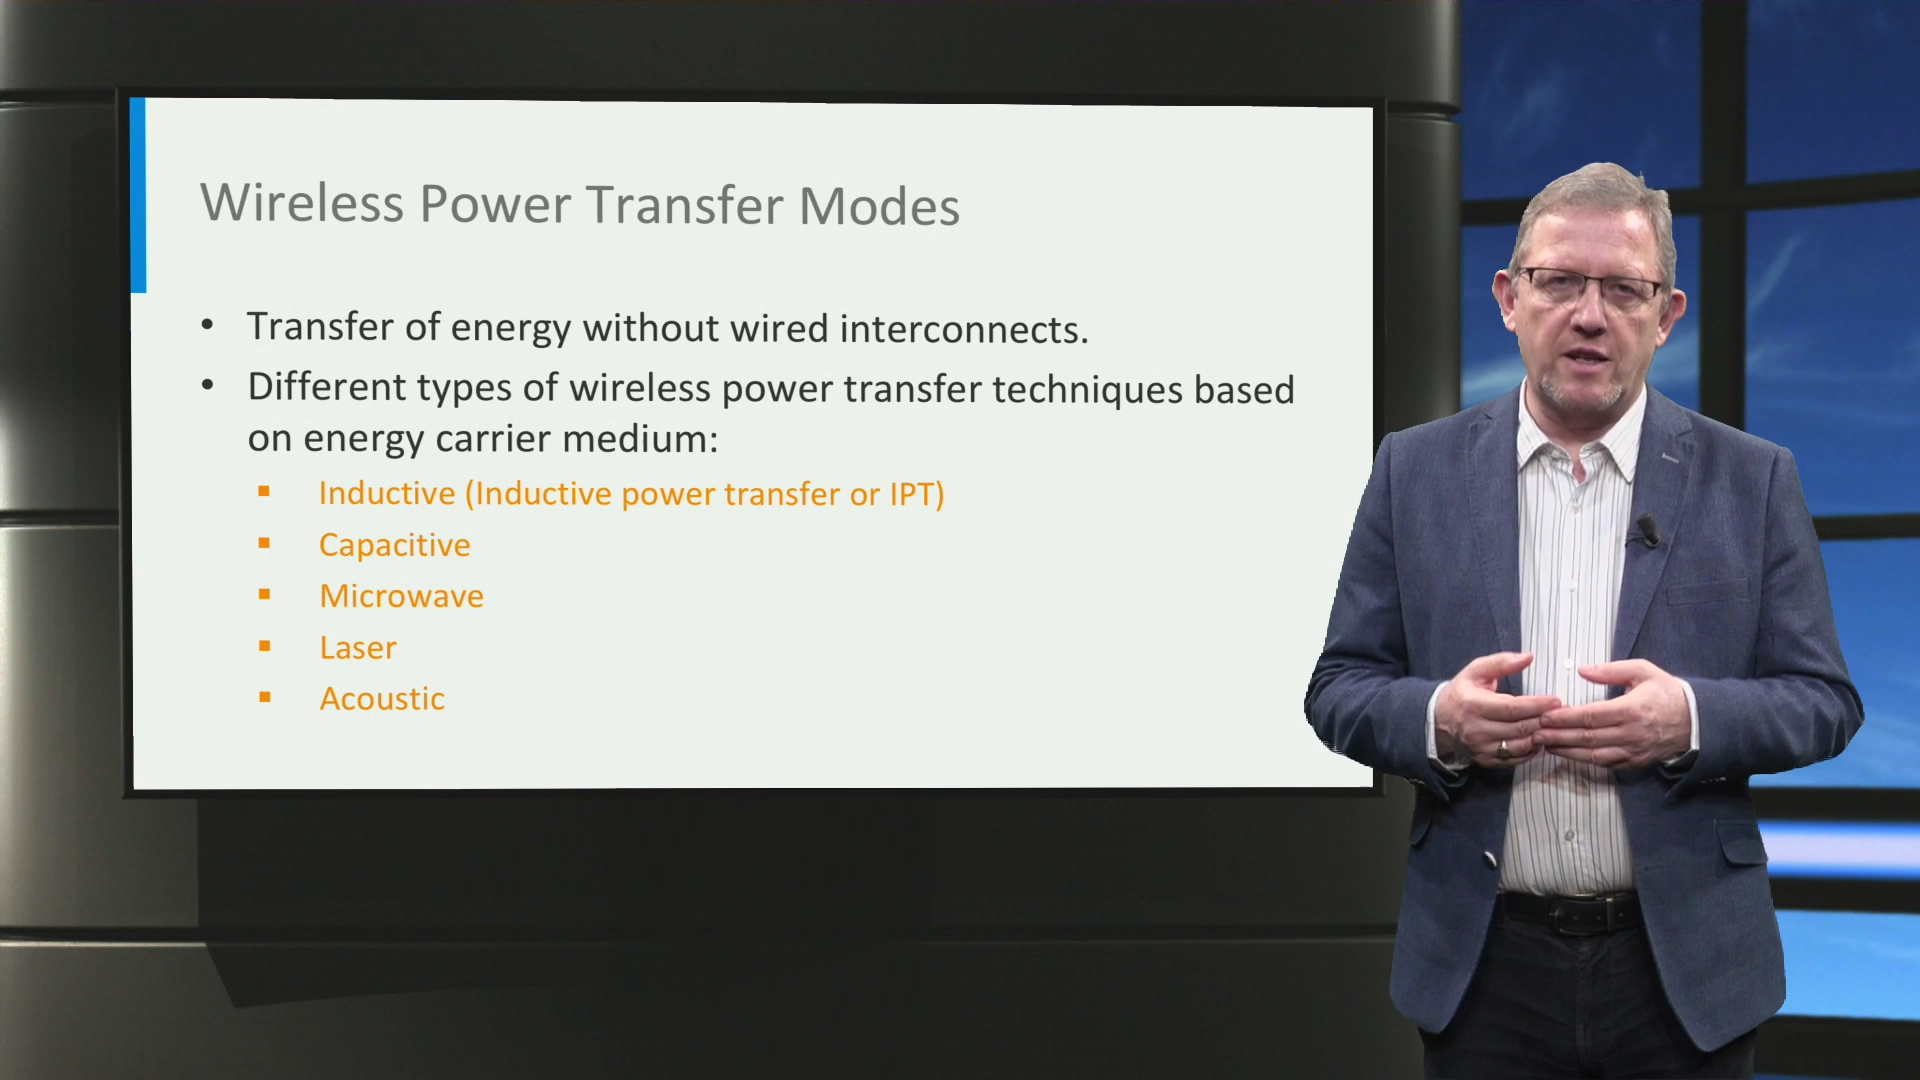 Wireless Power Transfer Modes
• Transfer of energy without wired interconnects.
• Different types of wireless power transfer techniques based
on energy carrier medium:
▪ Inductive (Inductive power transfer or IPT)
▪ Capacitive
▪ Microwave
▪ Laser
▪ Acoustic